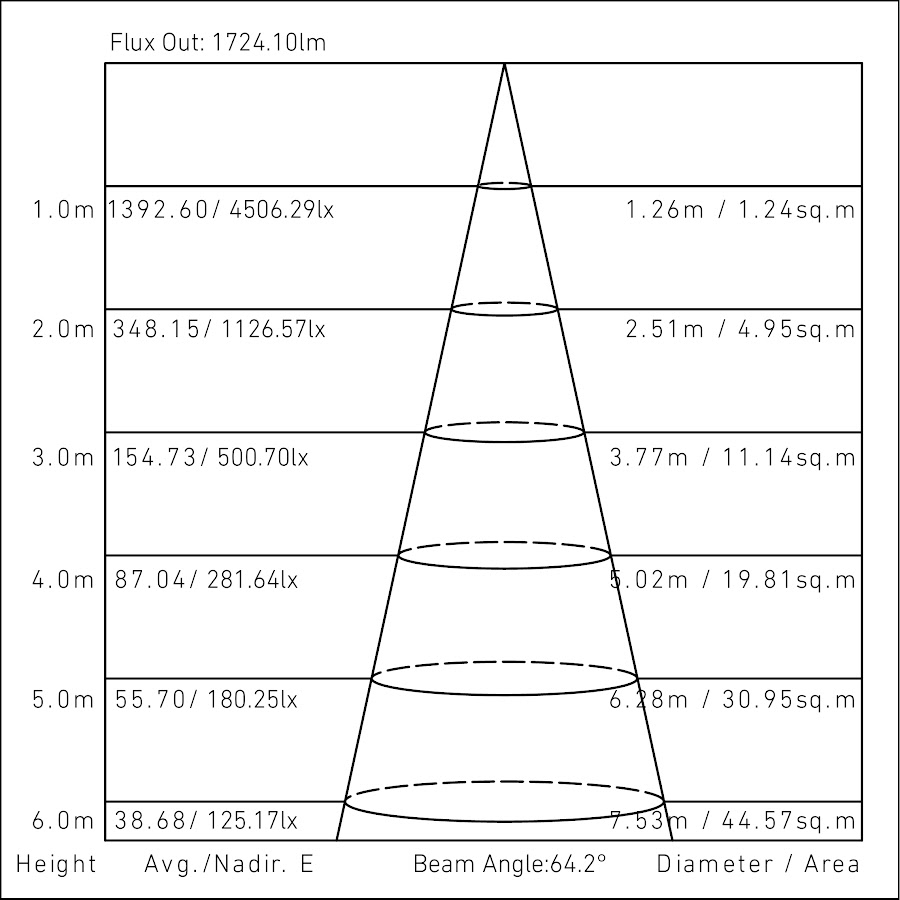 Flux Out: 1724.10lm
1.0m 1392.60/ 4506.29lx 1.26m / 1.24sq.m
2.0m 348.15/ 1126.57lx 2.51m / 4.95sq.m
3.0m 154.73/ 500.70lx 3.77m / 11.14sq.m
4.0m 87.04/ 281.64lx 5.02m / 19.81sq.m
5.0m 55.70/ 180.25lx 6.28m / 30.95sq.m
6.0m 38.68/ 125.17lx 7.53m / 44.57sq.m
Height Avg./Nadir. E Beam Angle:64.2° Diameter / Area